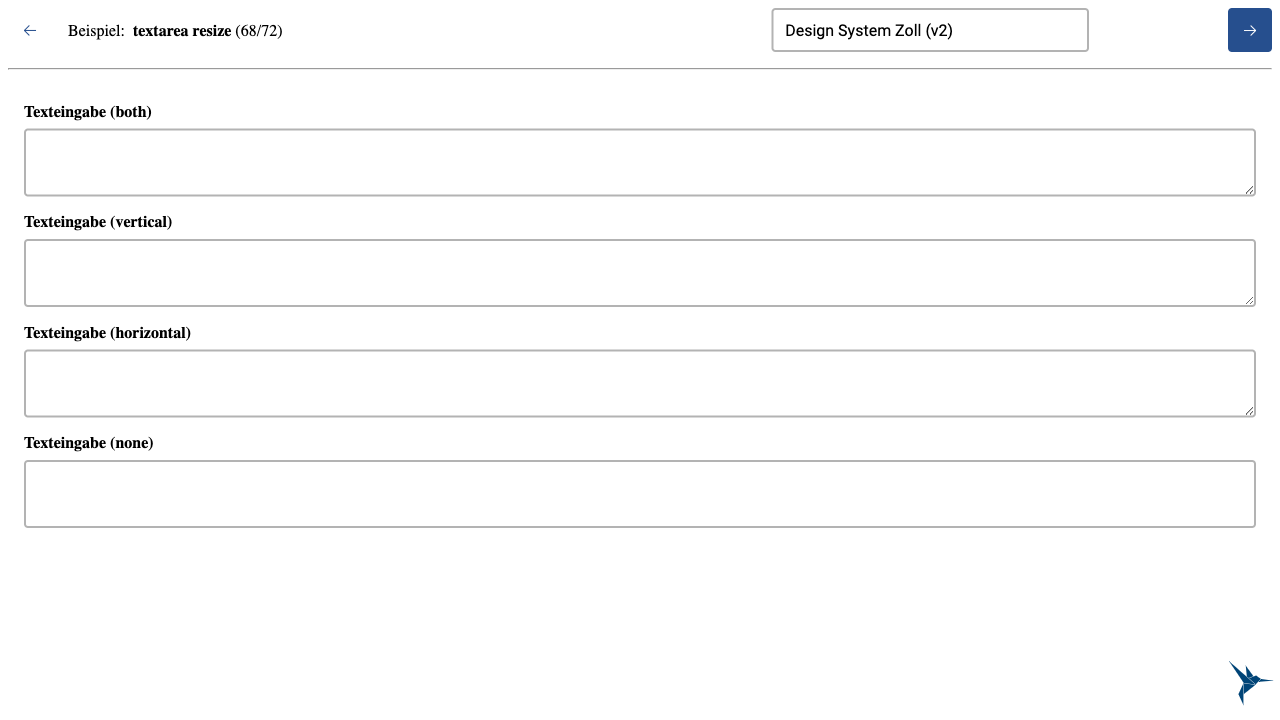 Beispiel: textarea resize (68/72)
Design System Zoll (v2)
Texteingabe (both)
Texteingabe (vertical)
Texteingabe (horizontal)
Texteingabe (none)